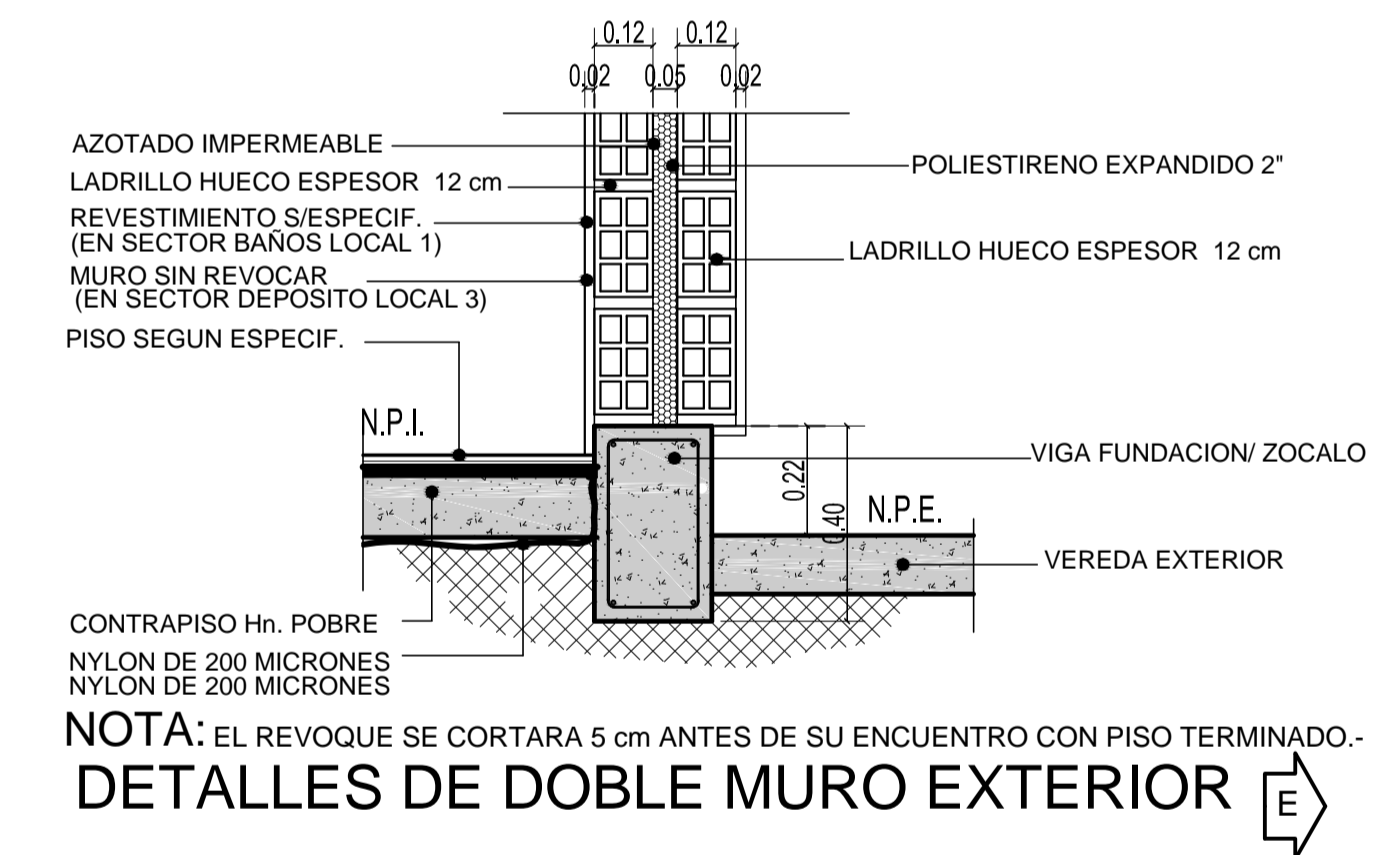 0.12 0.12
0.02 0.05 0.02
AZOTADO IMPERMEABLE
LADRILLO HUECO ESPESOR 12 cm
REVESTIMIENTO S/ESPECIF.
(EN SECTOR BAÑOS LOCAL 1)
MURO SIN REVOCAR
(EN SECTOR DEPOSITO LOCAL 3)
PISO SEGUN ESPECIF.
POLIESTIRENO EXPANDIDO 2"
LADRILLO HUECO ESPESOR 12 cm
N.P.I.
VIGA FUNDACION/ ZOCALO
0.22
0.40
N.P.E.
VEREDA EXTERIOR
CONTRAPISO Hn. POBRE
NYLON DE 200 MICRONES
NYLON DE 200 MICRONES
NOTA: EL REVOQUE SE CORTARA 5 cm ANTES DE SU ENCUENTRO CON PISO TERMINADO.-
DETALLES DE DOBLE MURO EXTERIOR E